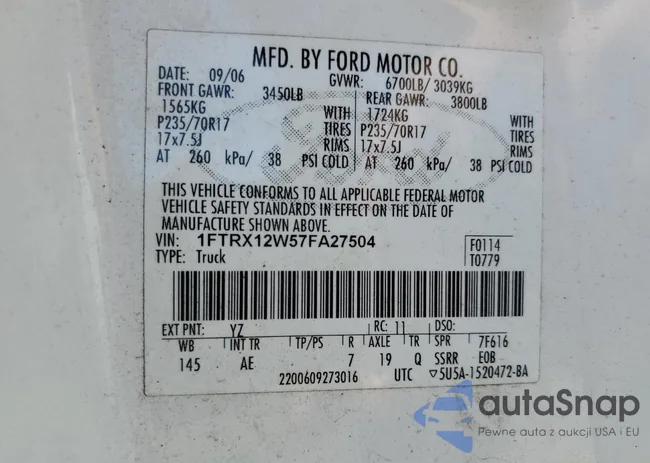 MFD. BY FORD MOTOR CO.
DATE: 09/06 GVWR: 6700LB/ 3039KG
FRONT GAWR: 3450LB REAR GAWR: 3800LB
1565KG WITH 1724KG WITH
P235/70R17 TIRES P235/70R17 TIRES
17x7.5J RIMS 17x7.5J RIMS
AT 260 kPa/ 38 PSI COLD AT 260 kPa/ 38 PSI COLD
Ford
THIS VEHICLE CONFORMS TO ALL APPLICABLE FEDERAL MOTOR
VEHICLE SAFETY STANDARDS IN EFFECT ON THE DATE OF
MANUFACTURE SHOWN ABOVE.
VIN: 1FTRX12W57FA27504 F0114
TYPE: Truck T0779
EXT PNT: YZ RC: 11 DSO:
WB INT TR TP/PS R AXLE TR SPR 7F616
145 AE 7 19 Q SSRR E0B
2200609273016 UTC ▽5U5A-1520472-BA
autoSnap
Pewne auta z aukcji USA i EU